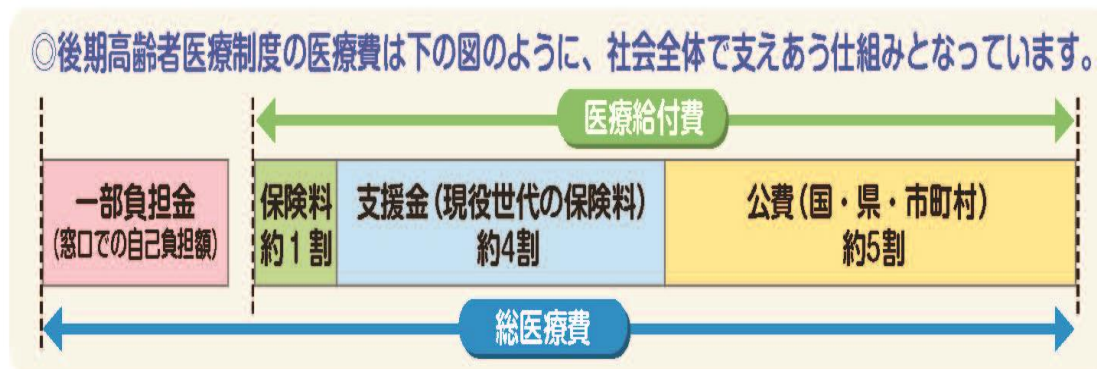 ◎後期高齢者医療制度の医療費は下の図のように、社会全体で支えあう仕組みとなっています。
医療給付費
一部負担金
(窓口での自己負担額)
保険料
約1割
支援金(現役世代の保険料)
約4割
公費(国・県・市町村)
約5割
総医療費